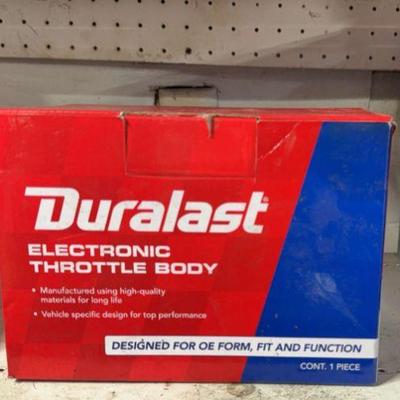 Duralast
ELECTRONIC
THROTTLE BODY
• Manufactured using high-quality
materials for long life
• Vehicle specific design for top performance
DESIGNED FOR OE FORM, FIT AND FUNCTION
CONT. 1 PIECE